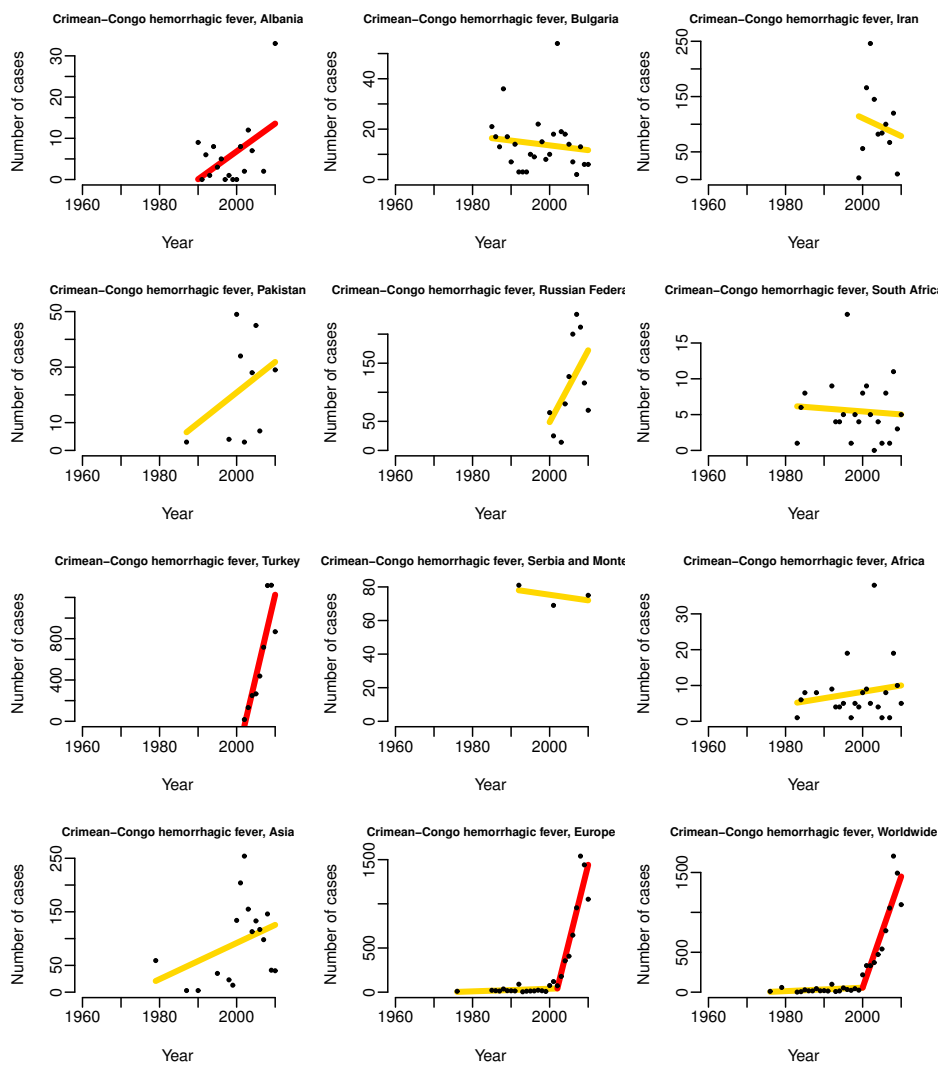 Crimean−Congo hemorrhagic fever, Albania
Number of cases
0 10 20 30
1960 1980 2000
Year
Crimean−Congo hemorrhagic fever, Bulgaria
Number of cases
0 20 40
1960 1980 2000
Year
Crimean−Congo hemorrhagic fever, Iran
Number of cases
0 50 150 250
1960 1980 2000
Year
Crimean−Congo hemorrhagic fever, Pakistan
Number of cases
0 10 30 50
1960 1980 2000
Year
Crimean−Congo hemorrhagic fever, Russian Federa
Number of cases
0 50 150
1960 1980 2000
Year
Crimean−Congo hemorrhagic fever, South Africa
Number of cases
0 5 10 15
1960 1980 2000
Year
Crimean−Congo hemorrhagic fever, Turkey
Number of cases
0 400 800
1960 1980 2000
Year
Crimean−Congo hemorrhagic fever, Serbia and Monte
Number of cases
0 20 40 60 80
1960 1980 2000
Year
Crimean−Congo hemorrhagic fever, Africa
Number of cases
0 10 20 30
1960 1980 2000
Year
Crimean−Congo hemorrhagic fever, Asia
Number of cases
0 50 150 250
1960 1980 2000
Year
Crimean−Congo hemorrhagic fever, Europe
Number of cases
0 500 1500
1960 1980 2000
Year
Crimean−Congo hemorrhagic fever, Worldwide
Number of cases
0 500 1500
1960 1980 2000
Year